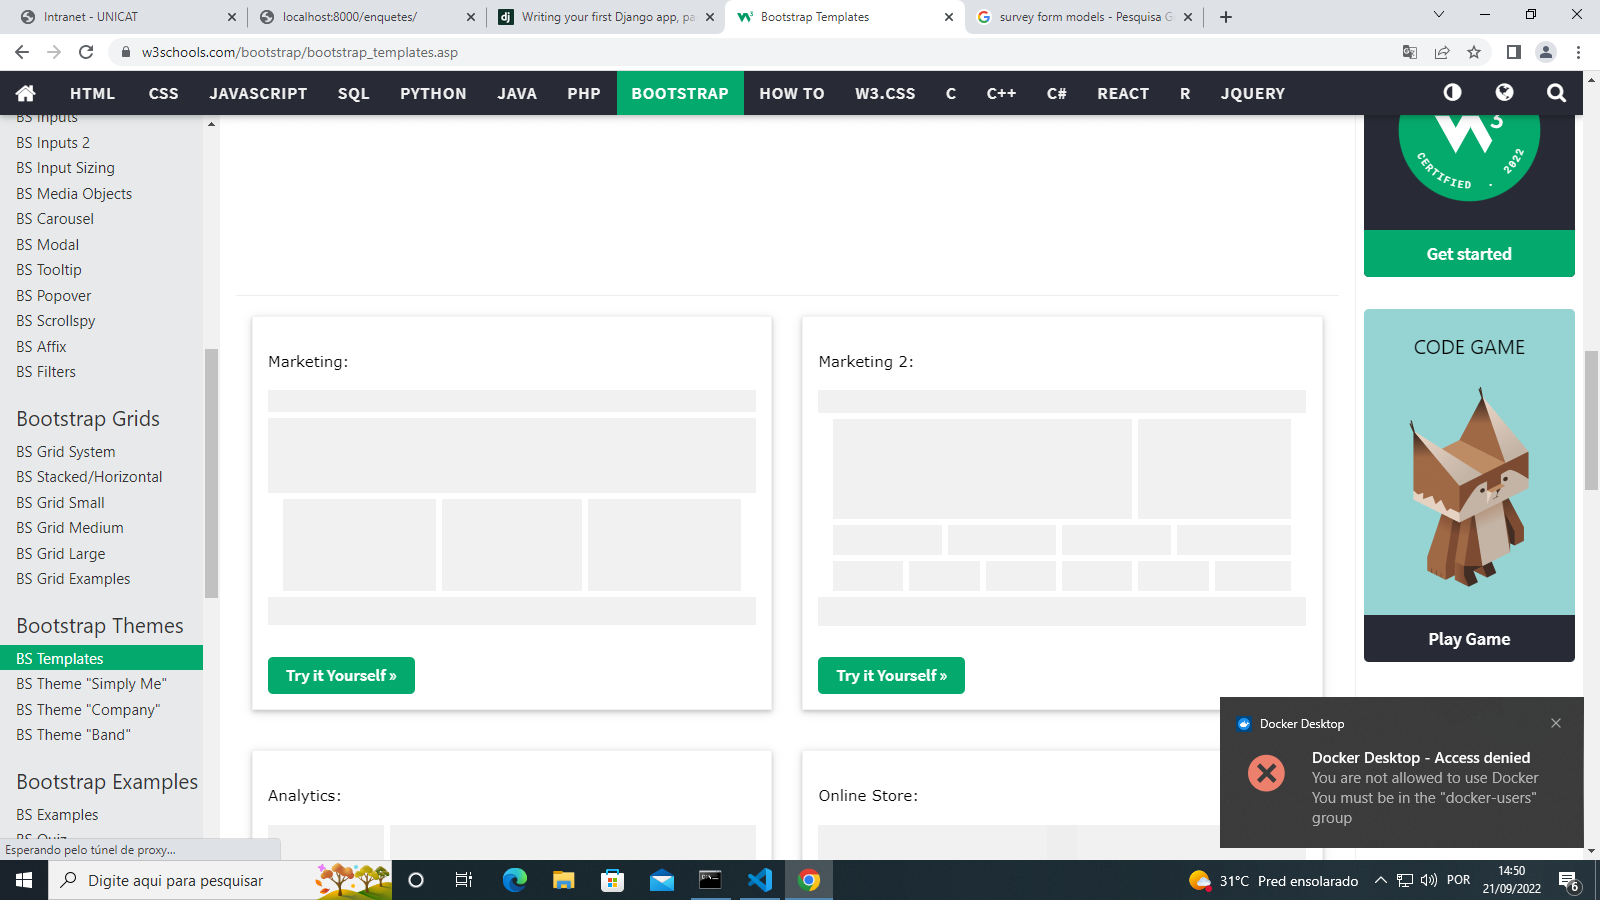 Intranet - UNICAT
localhost:8000/enquetes/
Writing your first Django app, pa
Bootstrap Templates
survey form models - Pesquisa G
w3schools.com/bootstrap/bootstrap_templates.asp
HTML CSS JAVASCRIPT SQL PYTHON JAVA PHP BOOTSTRAP HOW TO W3.CSS C C++ C# REACT R JQUERY
BS Inputs
BS Inputs 2
BS Input Sizing
BS Media Objects
BS Carousel
BS Modal
BS Tooltip
BS Popover
BS Scrollspy
BS Affix
BS Filters
Bootstrap Grids
BS Grid System
BS Stacked/Horizontal
BS Grid Small
BS Grid Medium
BS Grid Large
BS Grid Examples
Bootstrap Themes
BS Templates
BS Theme "Simply Me"
BS Theme "Company"
BS Theme "Band"
Bootstrap Examples
BS Examples
BS Quiz
Esperando pelo túnel de proxy...
Marketing:
Try it Yourself »
Marketing 2:
Try it Yourself »
Analytics:
Online Store:
W3
CERTIFIED . 2022
Get started
CODE GAME
Play Game
Docker Desktop
Docker Desktop - Access denied
You are not allowed to use Docker
You must be in the "docker-users"
group
Digite aqui para pesquisar
31°C Pred ensolarado
POR
14:50
21/09/2022
6